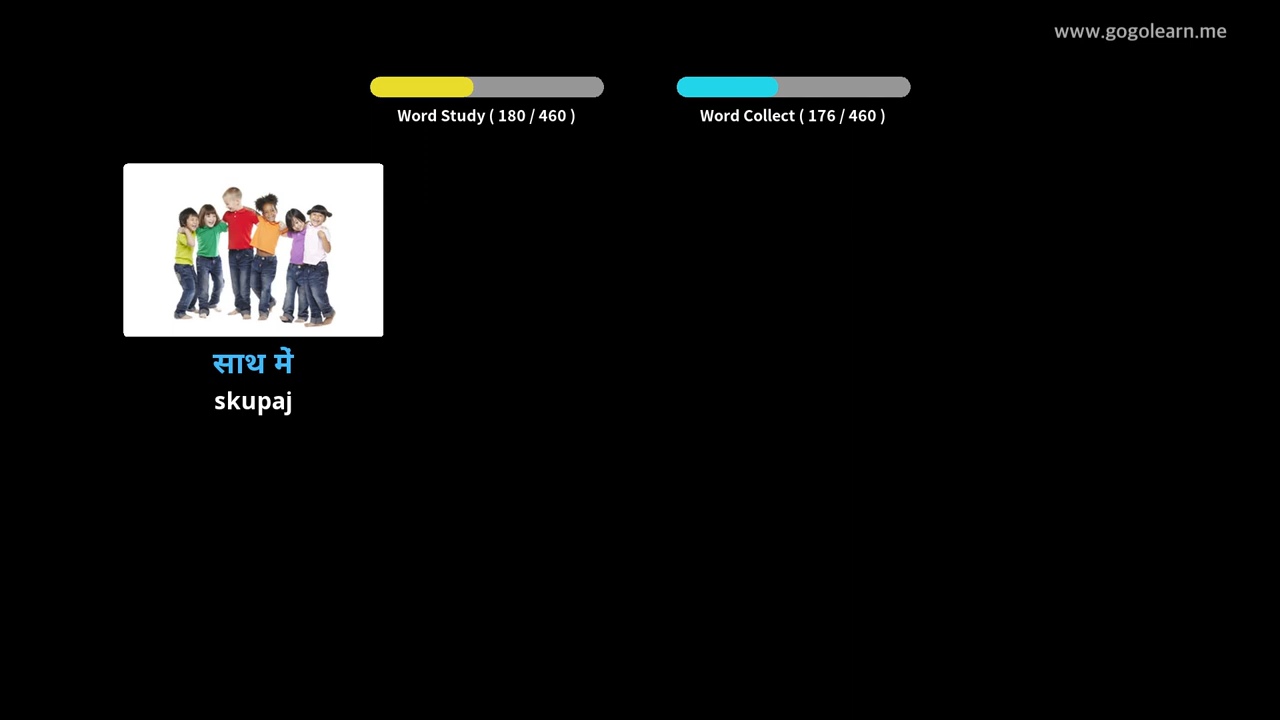 www.gogolearn.me
Word Study ( 180 / 460 )
Word Collect ( 176 / 460 )
साथ में
skupaj